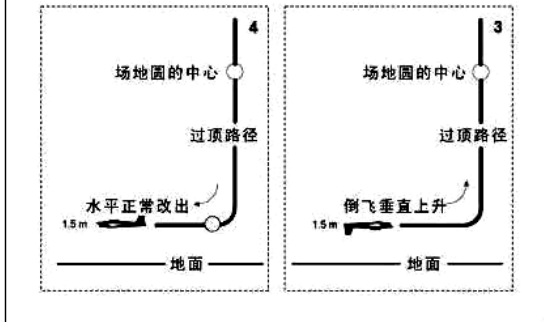 4
场地圆的中心
过顶路径
水平正常改出
1.5 m
地面
3
场地圆的中心
过顶路径
倒飞垂直上升
1.5 m
地面